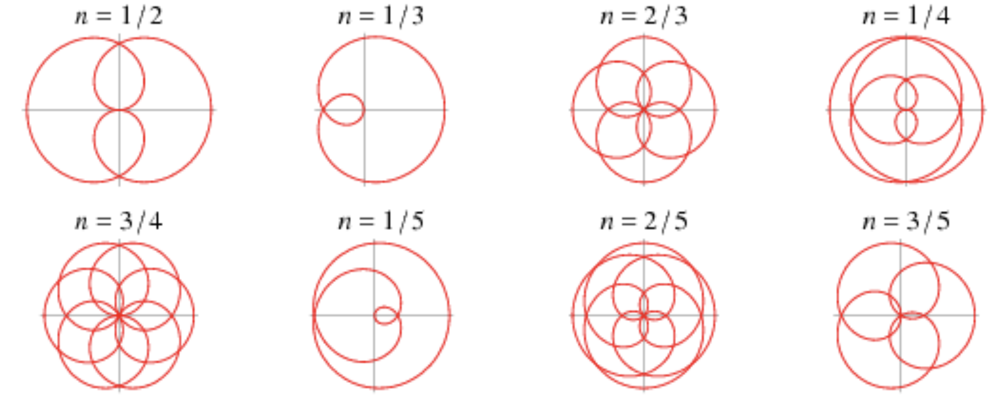 n = 1/2 n = 1/3 n = 2/3 n = 1/4
n = 3/4 n = 1/5 n = 2/5 n = 3/5